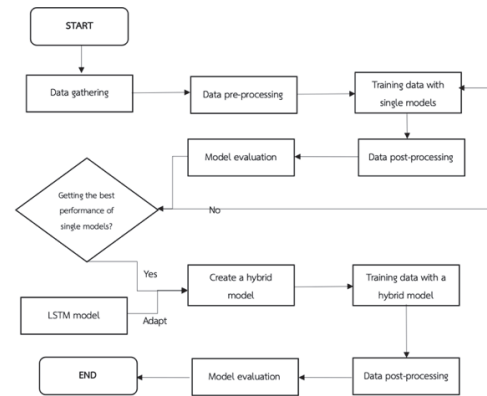 START
Data gathering
Data pre-processing
Training data with
single models
Model evaluation
Data post-processing
Getting the best
performance of
single models?
No
Yes
Create a hybrid
model
Training data with a
hybrid model
LSTM model
Adapt
END
Model evaluation
Data post-processing